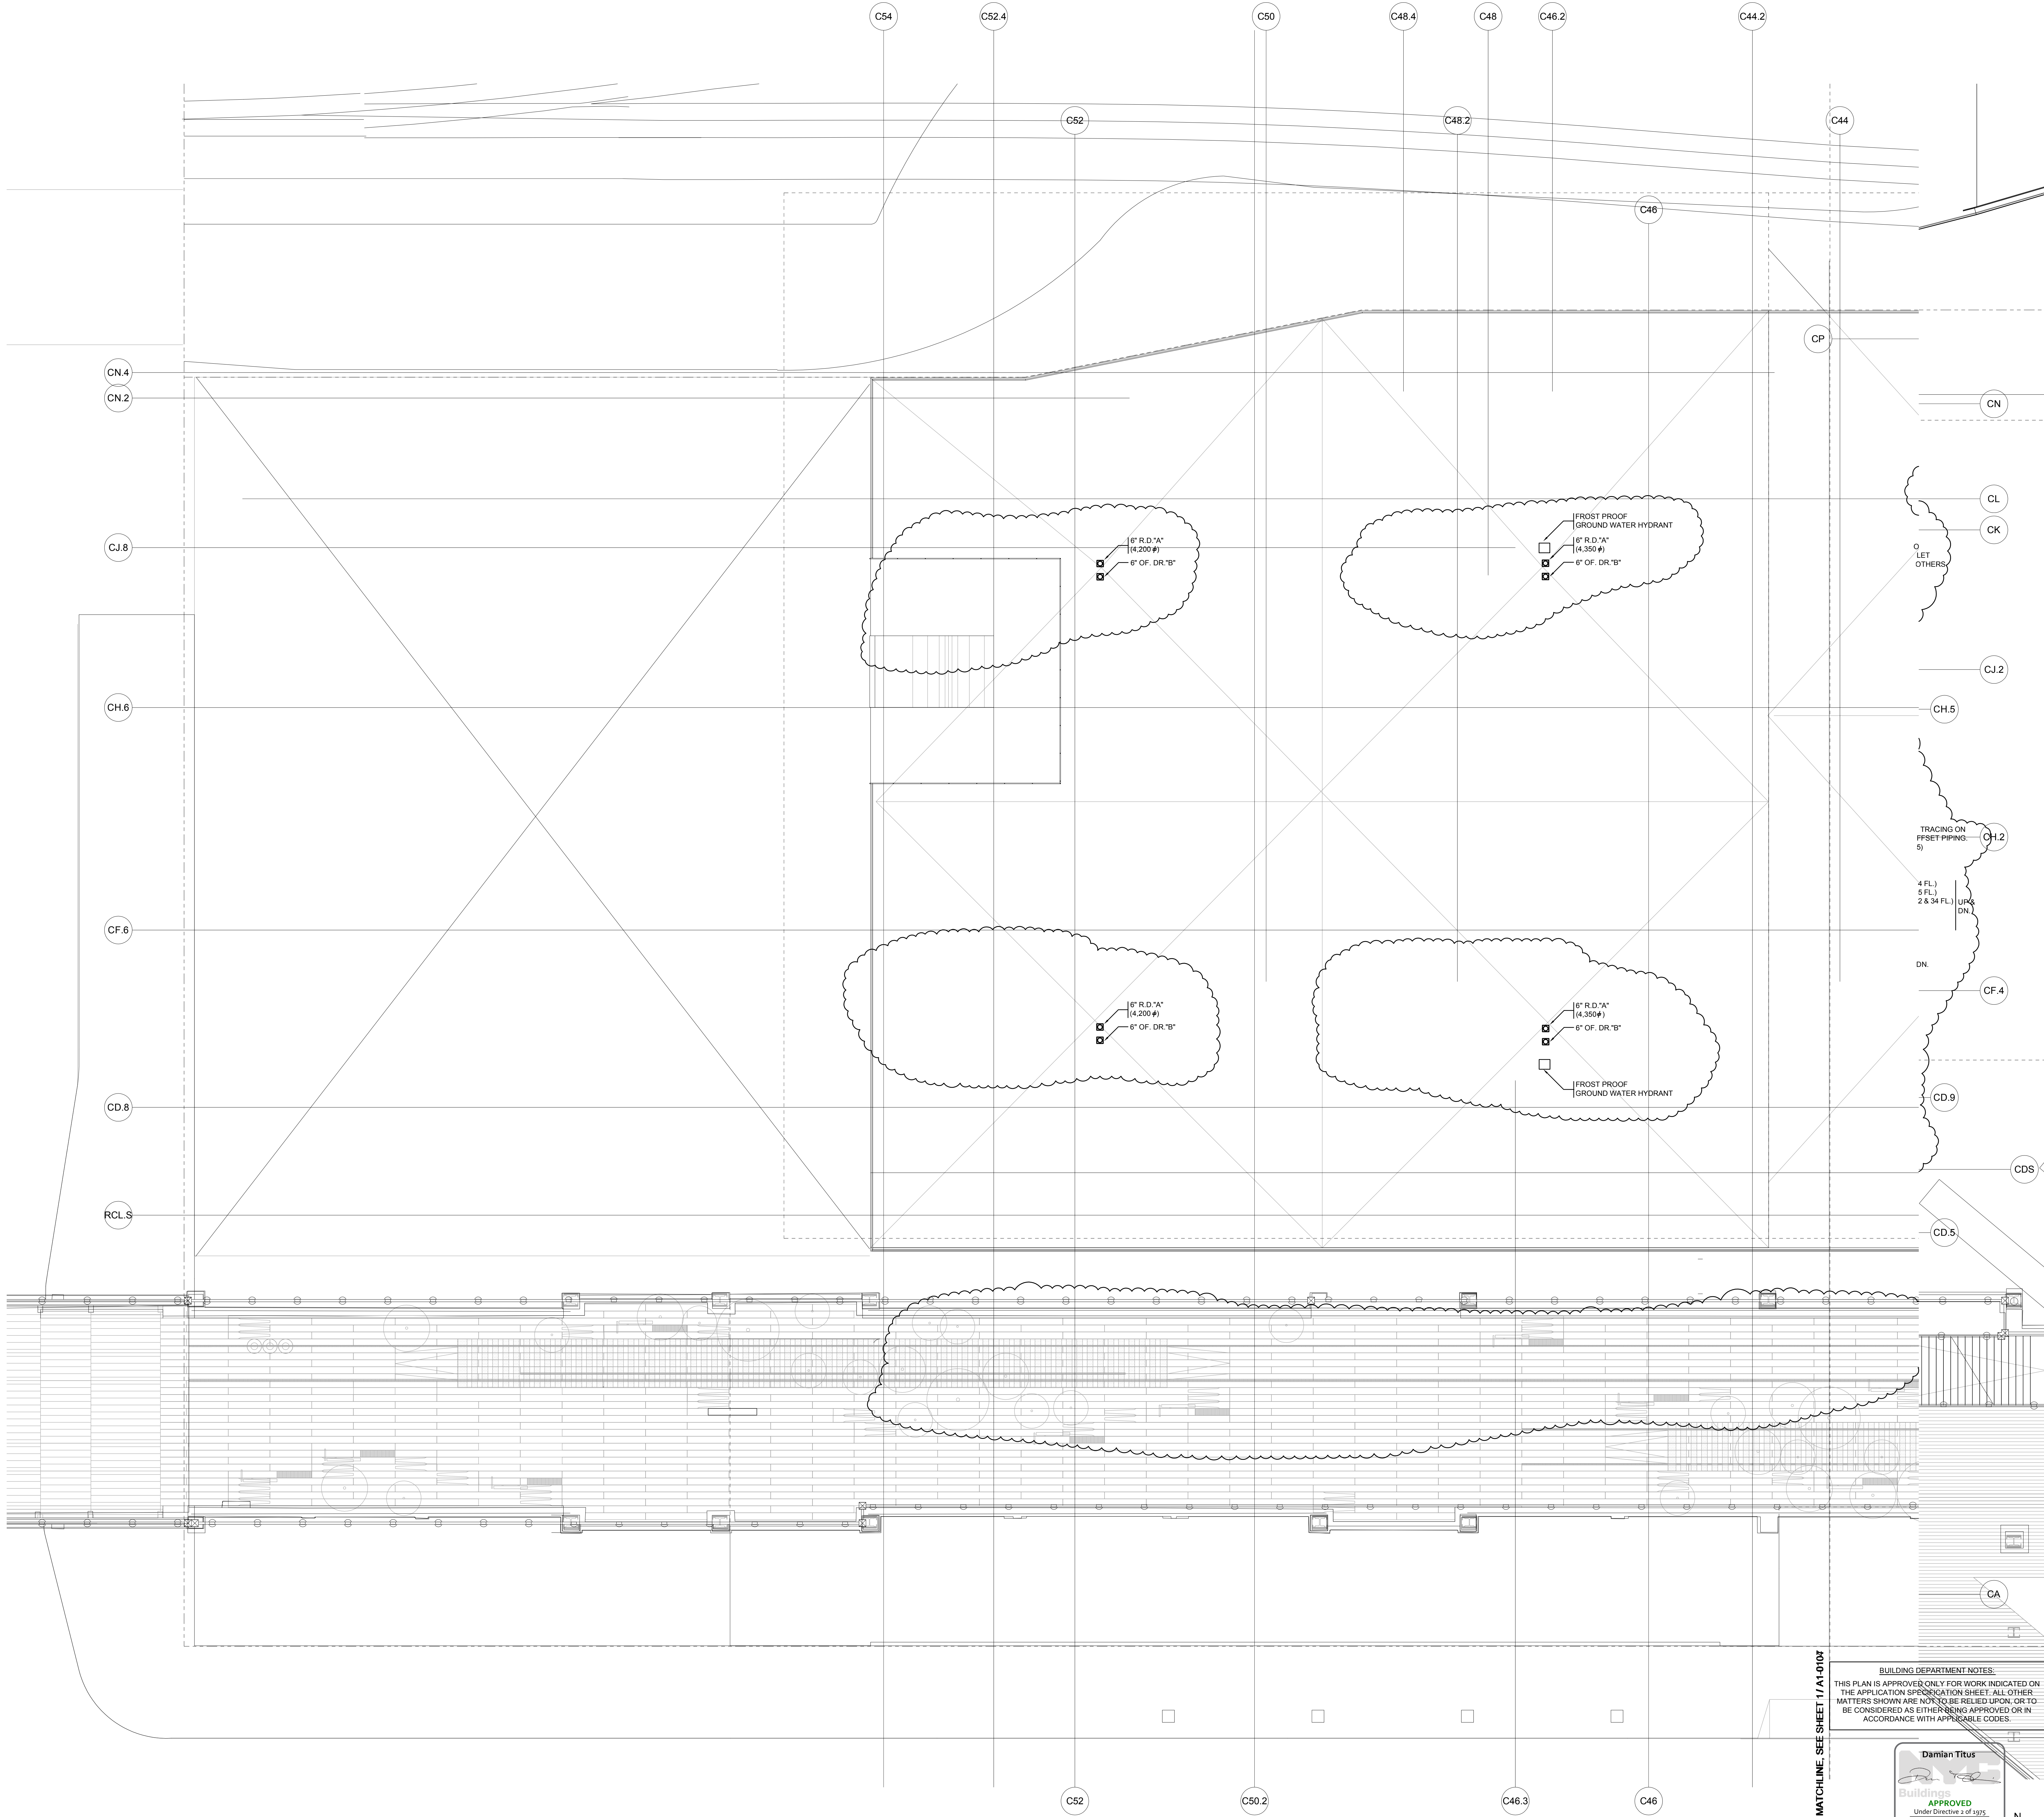 C54
C52.4
C50
C48.4
C48
C46.2
C44.2
C52
C48.2
C44
C46
CP
CN.4
CN.2
CN
CL
CK
CJ.8
FROST PROOF
GROUND WATER HYDRANT
6" R.D."A"
(4,200 ⌀)
6" OF. DR."B"
6" R.D."A"
(4,350 ⌀)
6" OF. DR."B"
O
LET
OTHERS
CJ.2
CH.6
CH.5
TRACING ON
FFSET PIPING.
5)
CH.2
4 FL.)
5 FL.)
2 & 34 FL.)
UP &
DN.
CF.6
DN.
CF.4
6" R.D."A"
(4,200 ⌀)
6" OF. DR."B"
6" R.D."A"
(4,350⌀)
6" OF. DR."B"
FROST PROOF
GROUND WATER HYDRANT
CD.8
CD.9
CDS
RCL.S
CD.5
CA
MATCHLINE, SEE SHEET 1 / A1-0107
BUILDING DEPARTMENT NOTES:
THIS PLAN IS APPROVED ONLY FOR WORK INDICATED ON
THE APPLICATION SPECIFICATION SHEET. ALL OTHER
MATTERS SHOWN ARE NOT TO BE RELIED UPON, OR TO
BE CONSIDERED AS EITHER BEING APPROVED OR IN
ACCORDANCE WITH APPLICABLE CODES.
Damian Titus
NYC
Buildings
APPROVED
Under Directive 2 of 1975
N
C52
C50.2
C46.3
C46